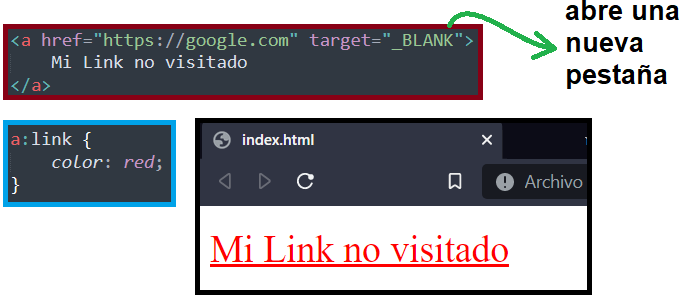 <a href="https://google.com" target="_BLANK">
Mi Link no visitado
</a>
abre una
nueva
pestaña
a:link {
color: red;
}
index.html
Archivo
Mi Link no visitado